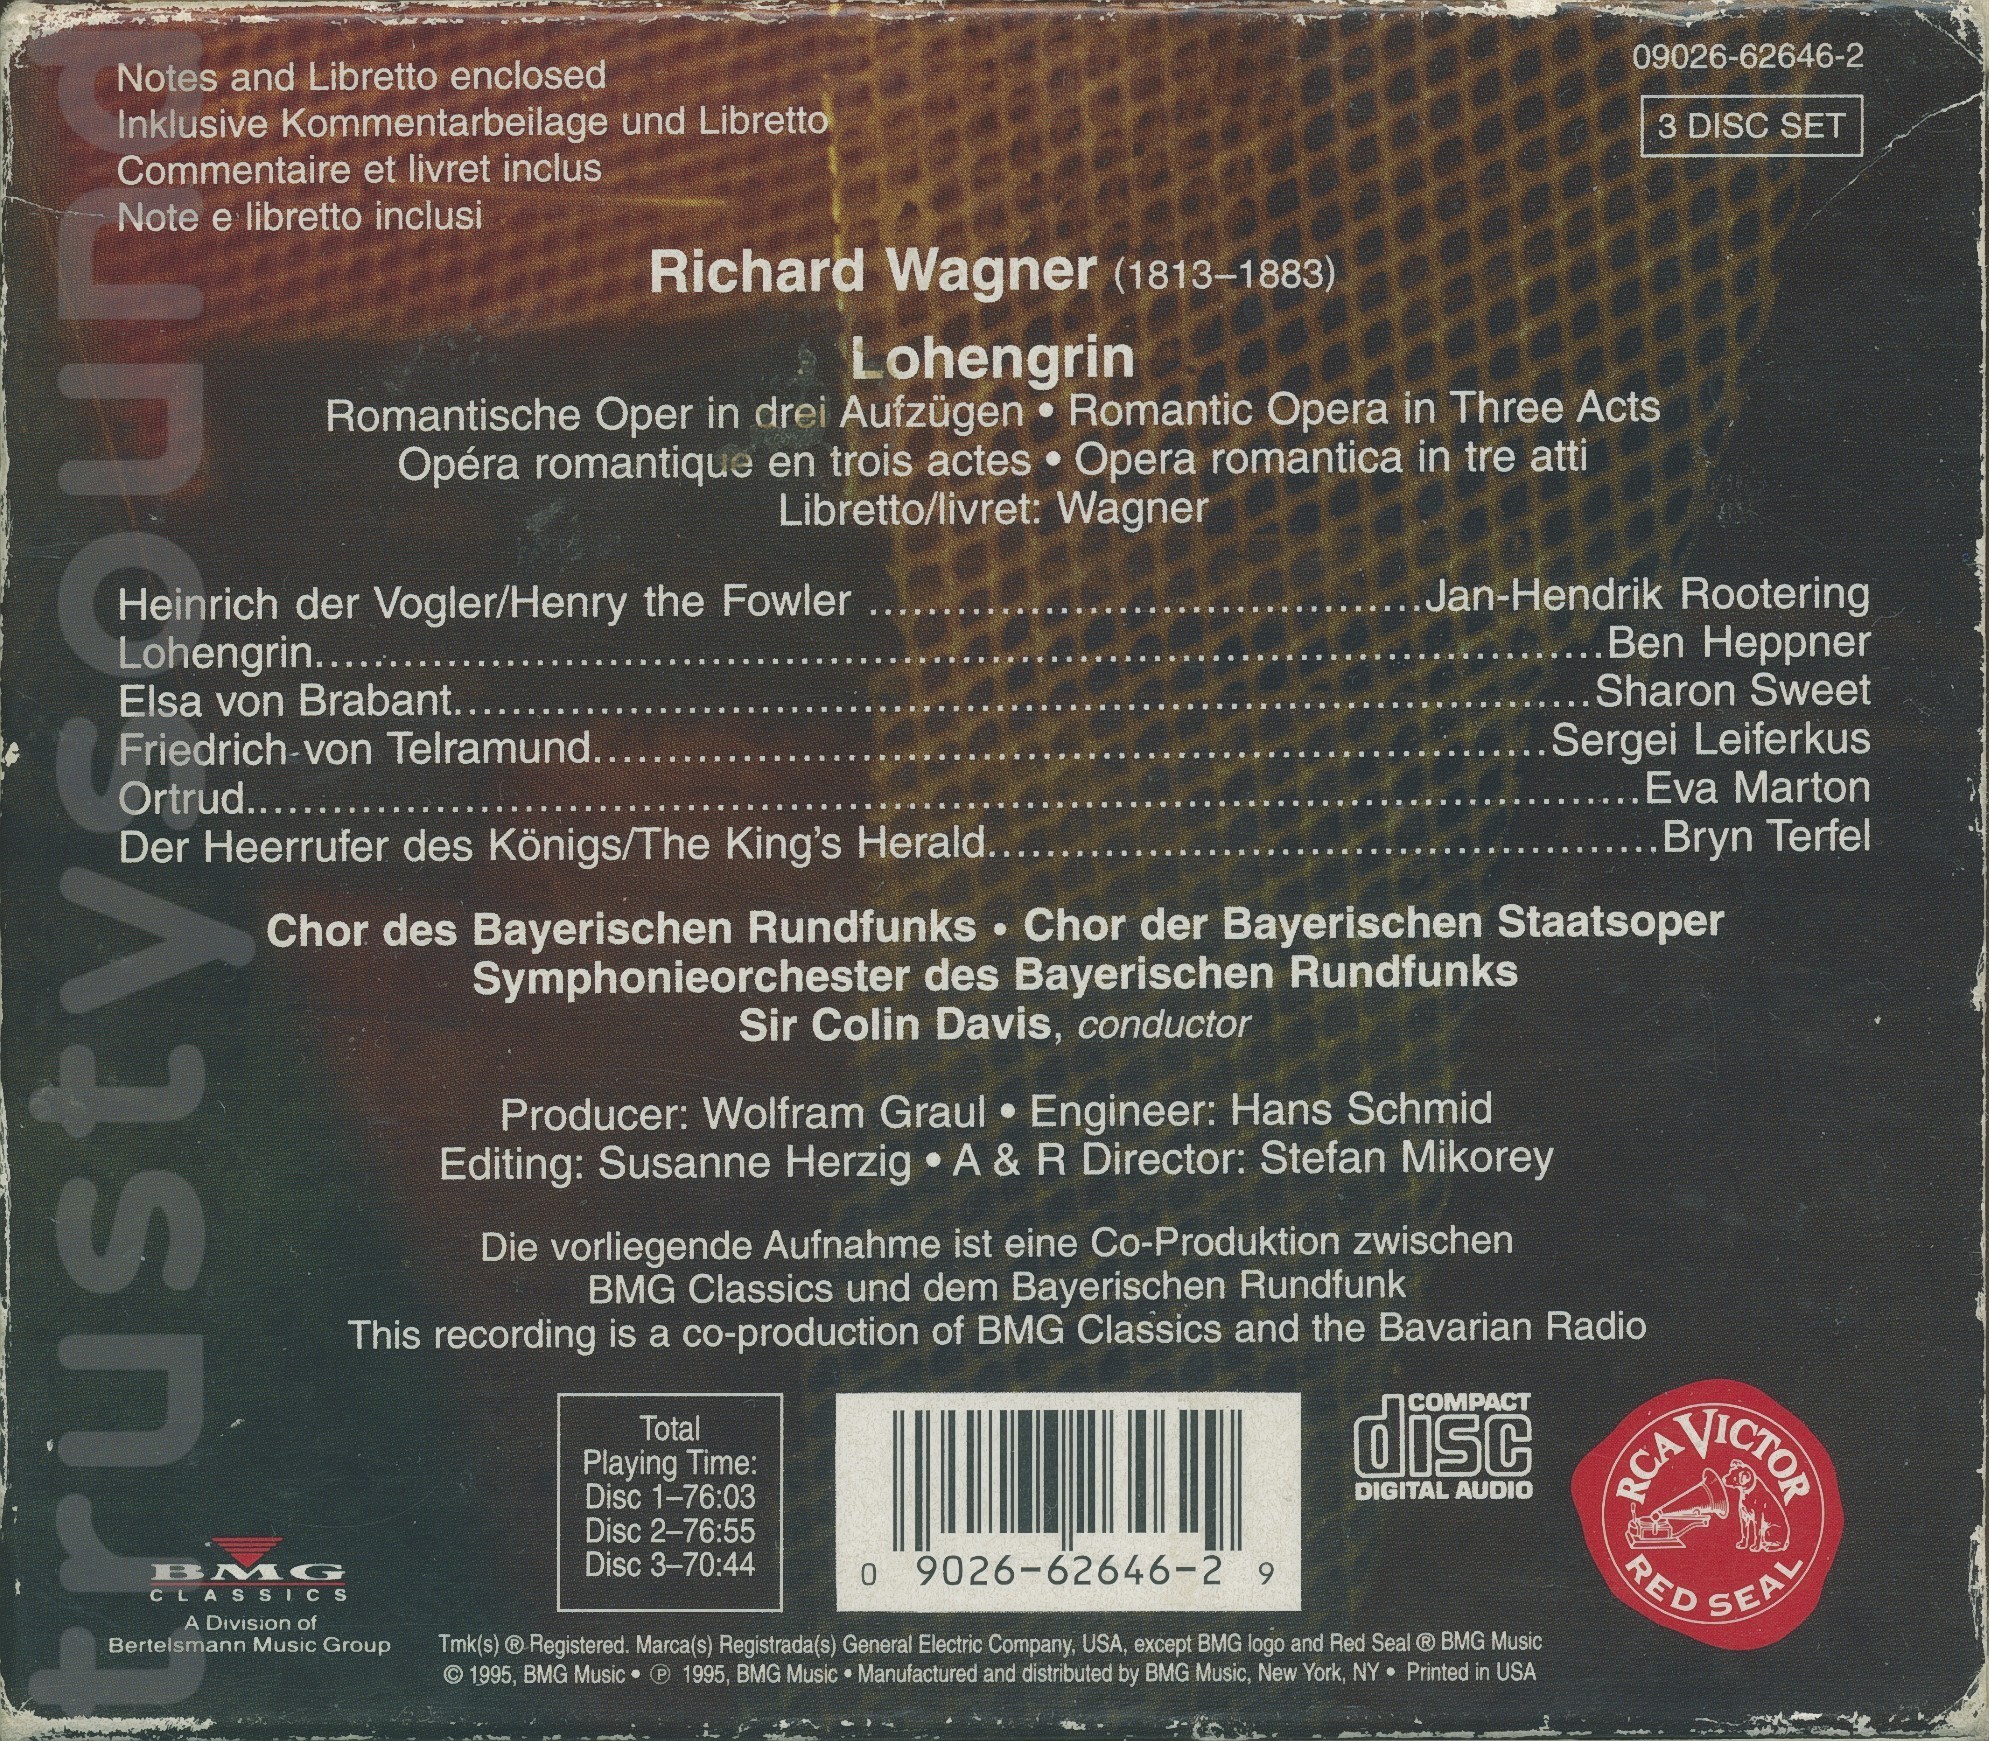 Notes and Libretto enclosed
Inklusive Kommentarbeilage und Libretto
Commentaire et livret inclus
Note e libretto inclusi
09026-62646-2
3 DISC SET
Richard Wagner (1813–1883)
Lohengrin
Romantische Oper in drei Aufzügen • Romantic Opera in Three Acts
Opéra romantique en trois actes • Opera romantica in tre atti
Libretto/livret: Wagner
Heinrich der Vogler/Henry the Fowler ..... Jan-Hendrik Rootering
Lohengrin..... Ben Heppner
Elsa von Brabant..... Sharon Sweet
Friedrich von Telramund..... Sergei Leiferkus
Ortrud..... Eva Marton
Der Heerrufer des Königs/The King's Herald..... Bryn Terfel
Chor des Bayerischen Rundfunks • Chor der Bayerischen Staatsoper
Symphonieorchester des Bayerischen Rundfunks
Sir Colin Davis, conductor
Producer: Wolfram Graul • Engineer: Hans Schmid
Editing: Susanne Herzig • A & R Director: Stefan Mikorey
Die vorliegende Aufnahme ist eine Co-Produktion zwischen
BMG Classics und dem Bayerischen Rundfunk
This recording is a co-production of BMG Classics and the Bavarian Radio
Total
Playing Time:
Disc 1–76:03
Disc 2–76:55
Disc 3–70:44
0 9026-62646-2 9
COMPACT
disc
DIGITAL AUDIO
RCA VICTOR
RED SEAL
BMG
CLASSICS
A Division of
Bertelsmann Music Group
Tmk(s) ® Registered. Marca(s) Registrada(s) General Electric Company, USA, except BMG logo and Red Seal ® BMG Music
© 1995, BMG Music • ℗ 1995, BMG Music • Manufactured and distributed by BMG Music, New York, NY • Printed in USA
trustysound